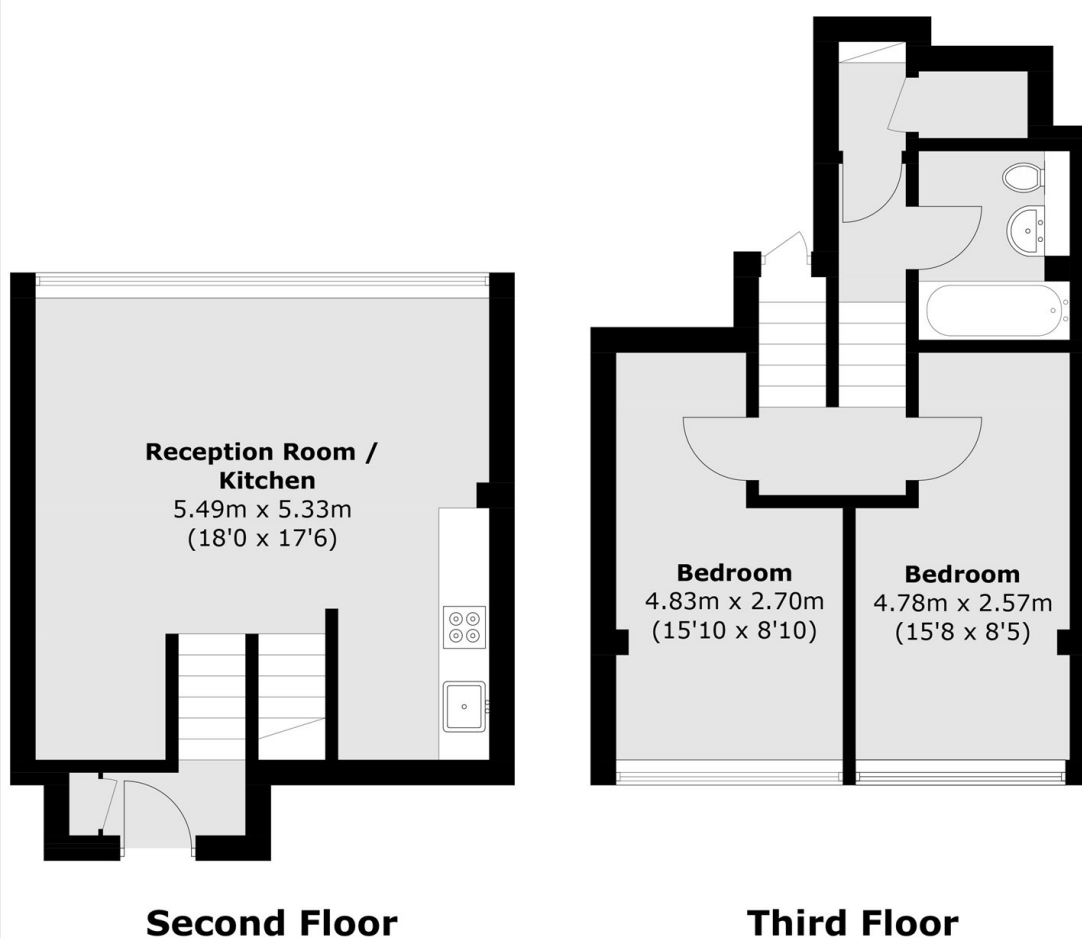 Reception Room /
Kitchen
5.49m x 5.33m
(18'0 x 17'6)
Second Floor
Bedroom
4.83m x 2.70m
(15'10 x 8'10)
Bedroom
4.78m x 2.57m
(15'8 x 8'5)
Third Floor